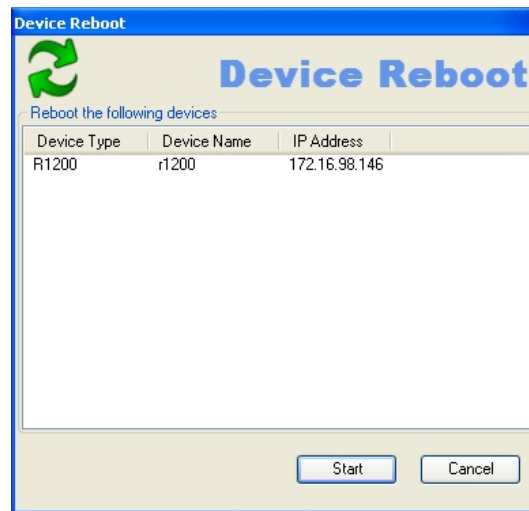 Device Reboot
Device Reboot
Reboot the following devices
Device Type Device Name IP Address
R1200 r1200 172.16.98.146
Start Cancel